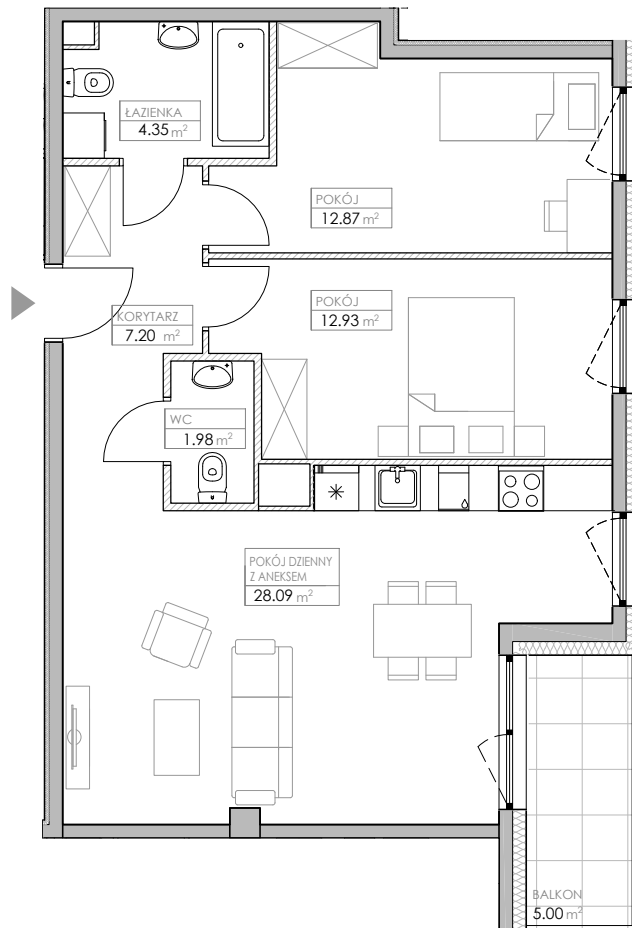 ŁAZIENKA
4.35 m²
POKÓJ
12.87 m²
POKÓJ
12.93 m²
KORYTARZ
7.20 m²
WC
1.98 m²
POKÓJ DZIENNY
Z ANEKSEM
28.09 m²
BALKON
5.00 m²